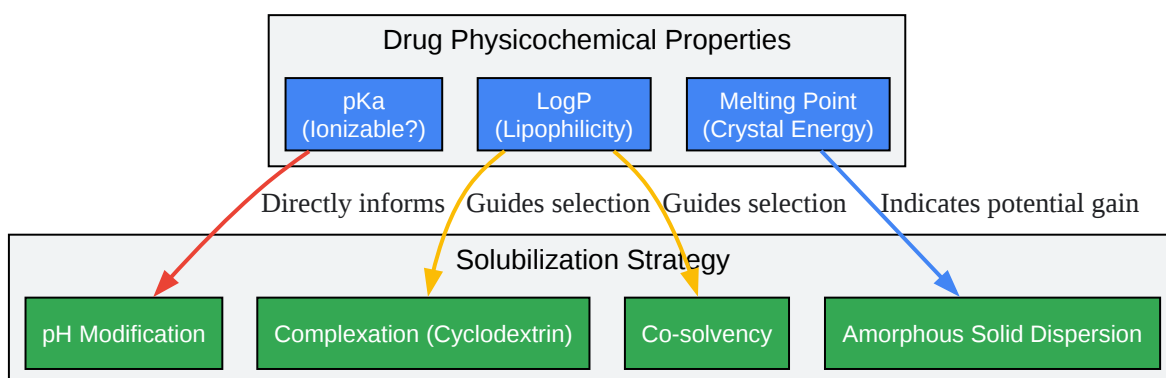 Drug Physicochemical Properties
pKa
(Ionizable?)
LogP
(Lipophilicity)
Melting Point
(Crystal Energy)
Directly informs
Guides selection
Guides selection
Indicates potential gain
Solubilization Strategy
pH Modification
Complexation (Cyclodextrin)
Co-solvency
Amorphous Solid Dispersion